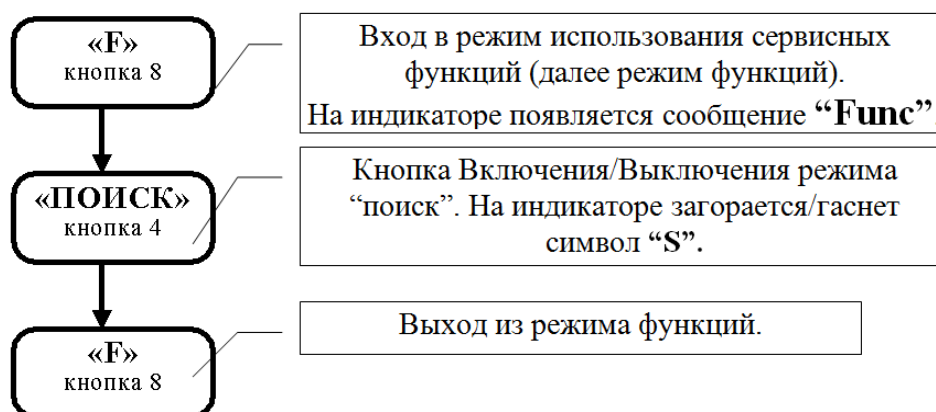 «F»
кнопка 8
Вход в режим использования сервисных
функций (далее режим функций).
На индикаторе появляется сообщение “Func”.
«ПОИСК»
кнопка 4
Кнопка Включения/Выключения режима
“поиск”. На индикаторе загорается/гаснет
символ “S”.
«F»
кнопка 8
Выход из режима функций.